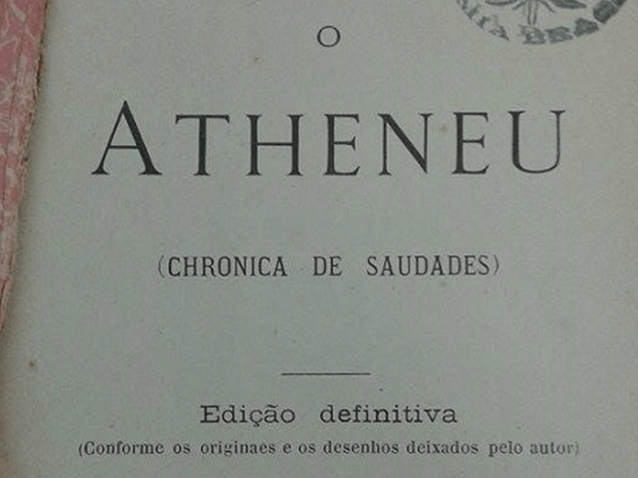 O
ATHENEU
(CHRONICA DE SAUDADES)
Edição definitiva
(Conforme os originaes e os desenhos deixados pelo autor)